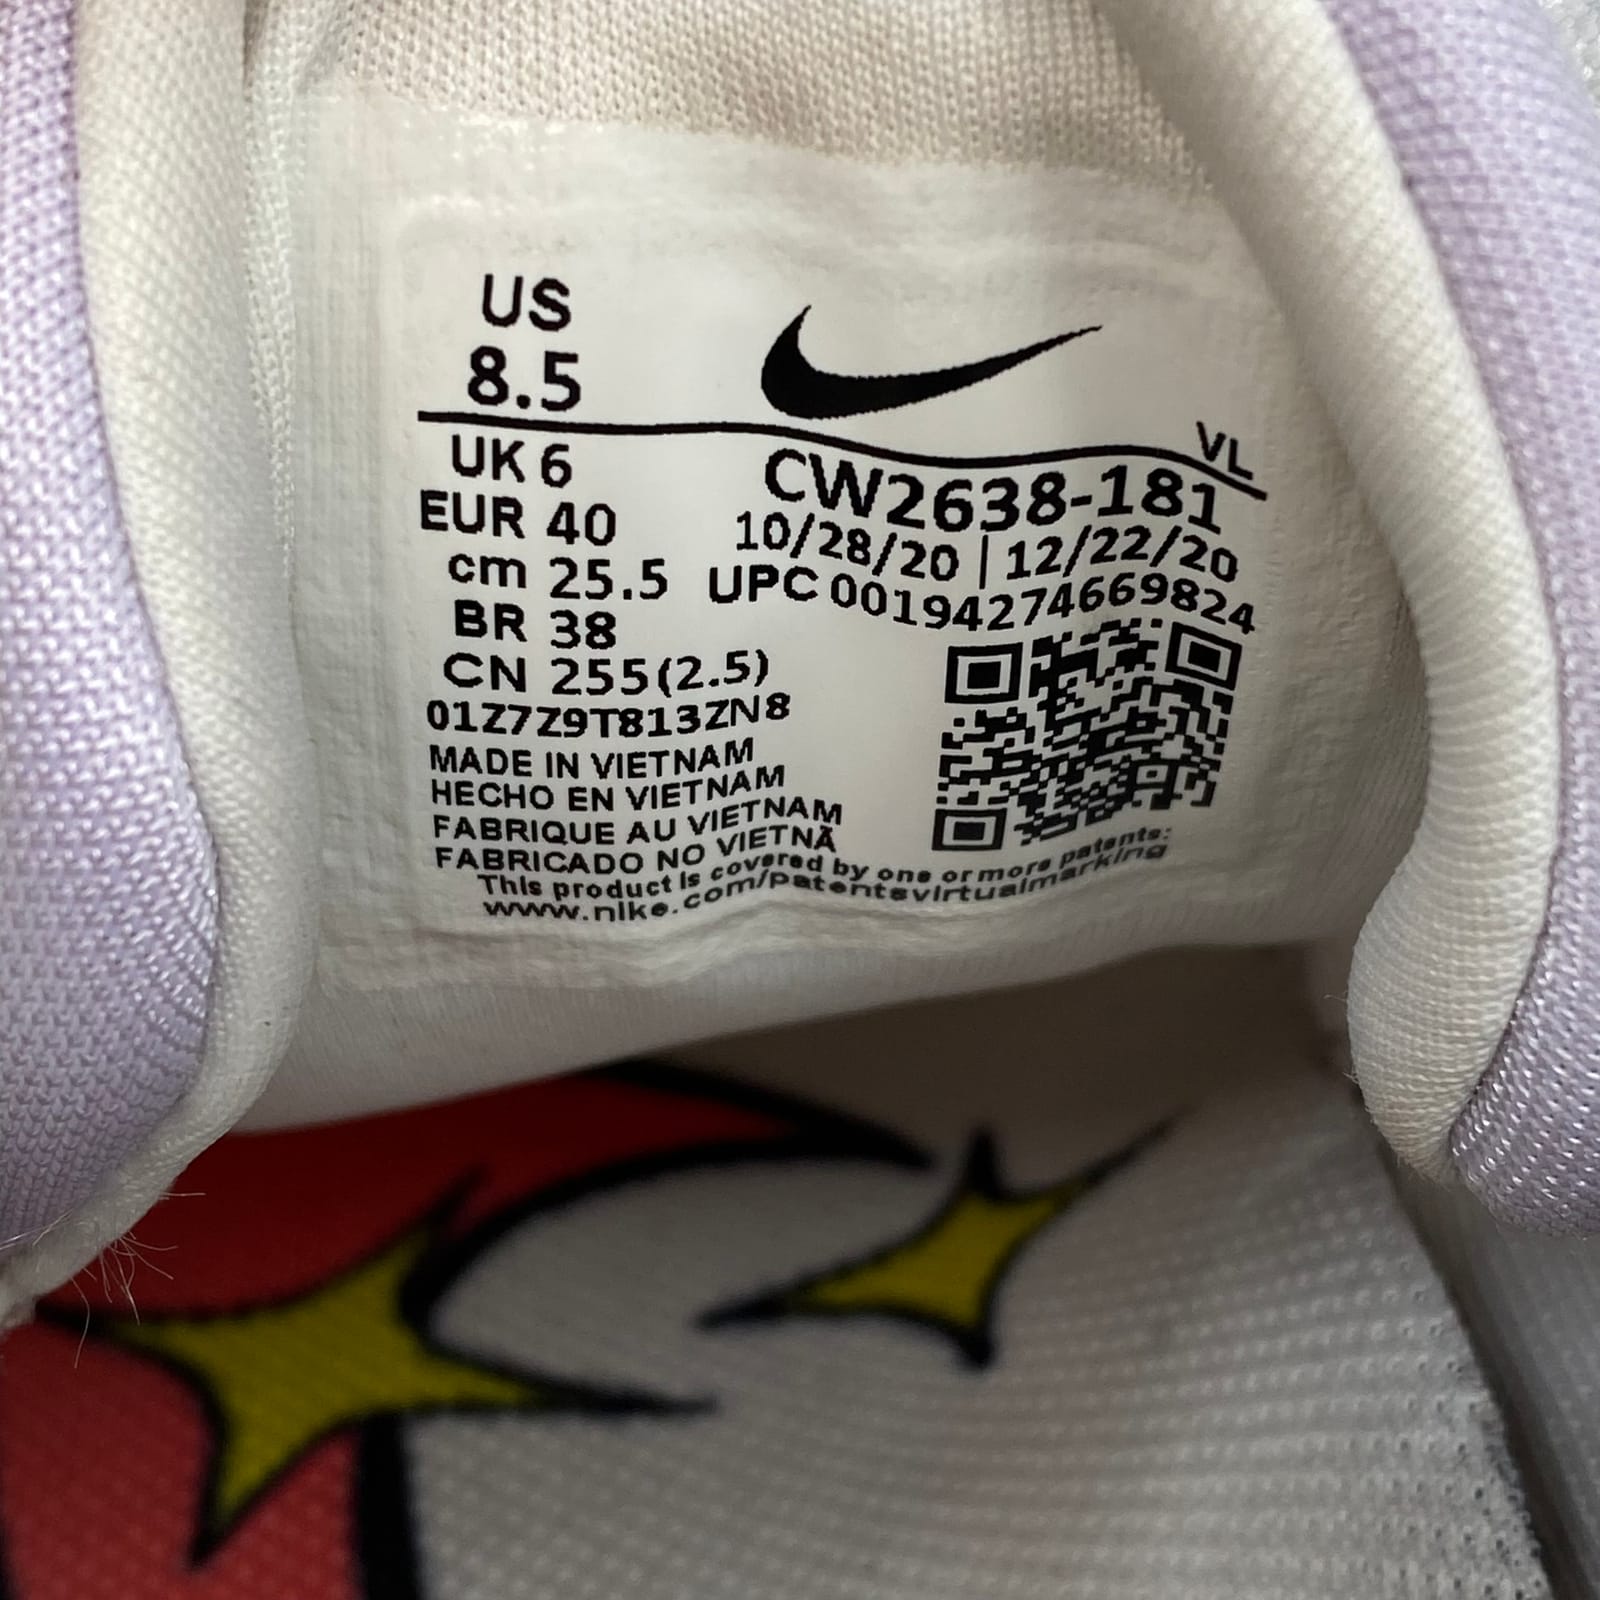 US
8.5
VL
UK 6
EUR 40
cm 25.5
BR 38
CN 255(2.5)
CW2638-181
10/28/20 | 12/22/20
UPC 00194274669824
01Z7Z9T813ZN8
MADE IN VIETNAM
HECHO EN VIETNAM
FABRIQUE AU VIETNAM
FABRICADO NO VIETNÃ
This product is covered by one or more patents:
www.nike.com/patentsvirtualmarking